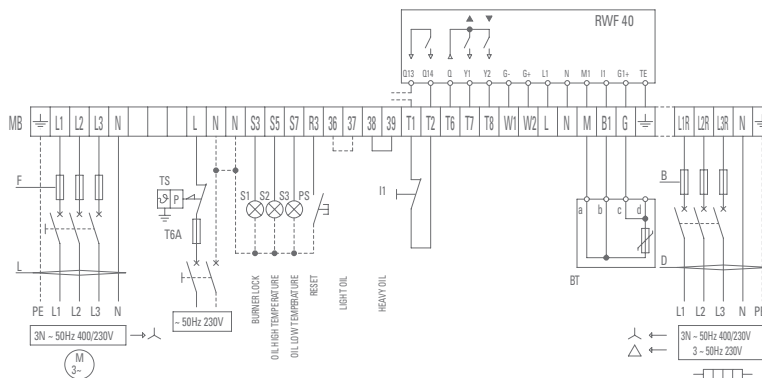 RWF 40
Q13 Q14 Q Y1 Y2 G- G+ L1 N M1 I1 G1+ TE
MB L1 L2 L3 N L N N S3 S5 S7 R3 36 37 38 39 T1 T2 T6 T7 T8 W1 W2 L N M B1 G L1R L2R L3R N
F
TS
P
T6A
S1 S2 S3 PS
I1
a b c d
BT
B
L
D
PE L1 L2 L3 N
~ 50Hz 230V
BURNER LOCK
OIL HIGH TEMPERATURE
OIL LOW TEMPERATURE
RESET
LIGHT OIL
HEAVY OIL
L1 L2 L3 N
3N ~ 50Hz 400/230V
M
3~
3N ~ 50Hz 400/230V
3 ~ 50Hz 230V